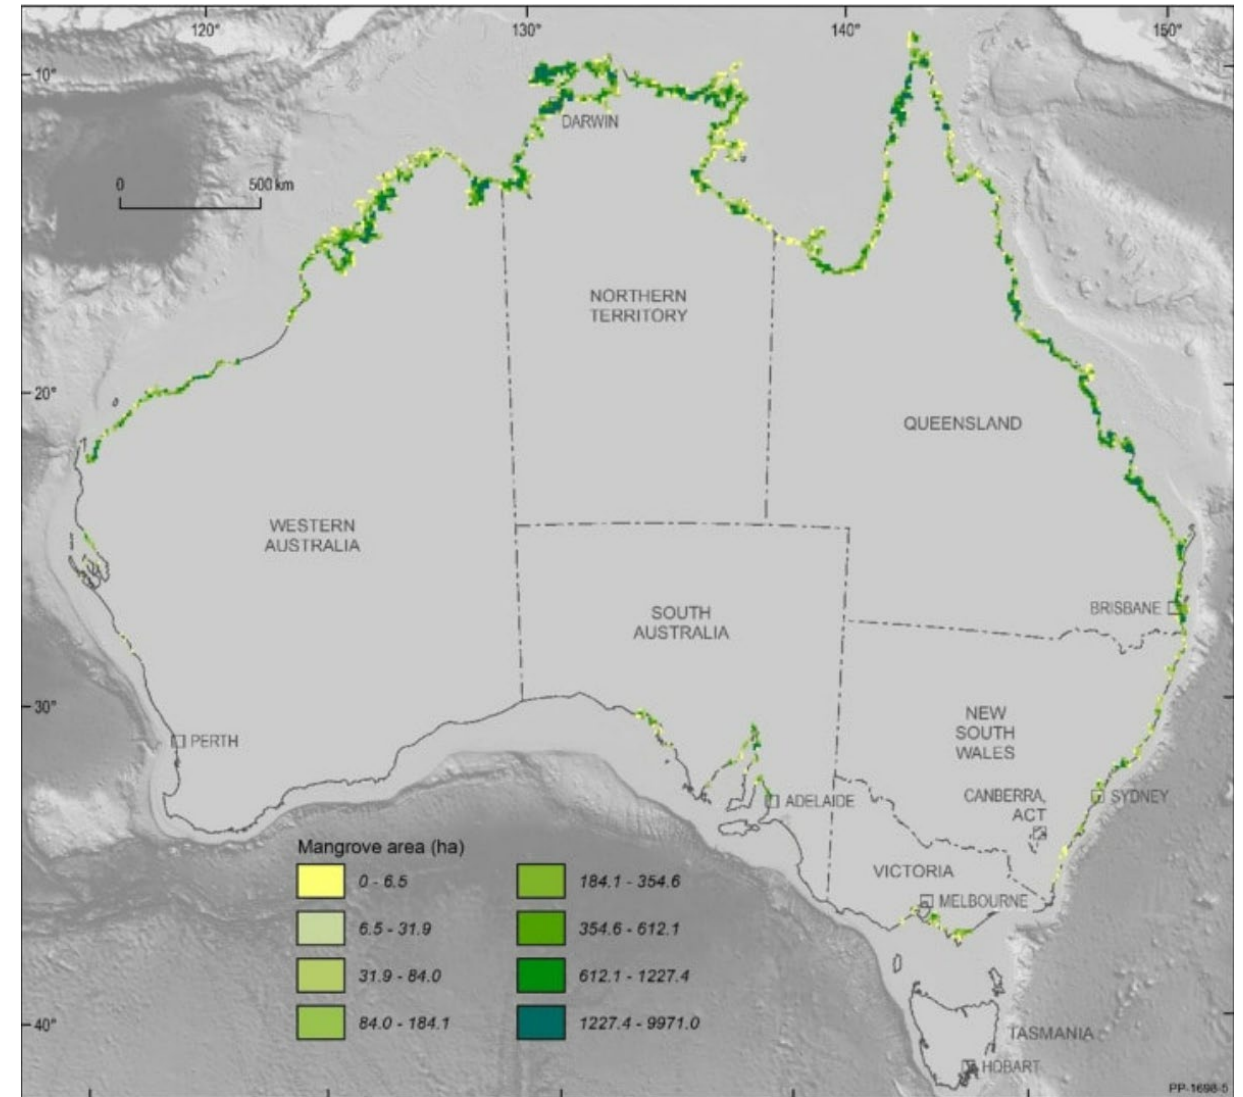 120° 130° 140° 150°
10°
DARWIN
0 500 km
NORTHERN
TERRITORY
20°
QUEENSLAND
WESTERN
AUSTRALIA
SOUTH
AUSTRALIA
BRISBANE
30°
PERTH
NEW
SOUTH
WALES
CANBERRA,
ACT
SYDNEY
ADELAIDE
VICTORIA
MELBOURNE
Mangrove area (ha)
0 - 6.5
6.5 - 31.9
31.9 - 84.0
84.0 - 184.1
184.1 - 354.6
354.6 - 612.1
612.1 - 1227.4
1227.4 - 9971.0
40°
TASMANIA
HOBART
PP-1698-5